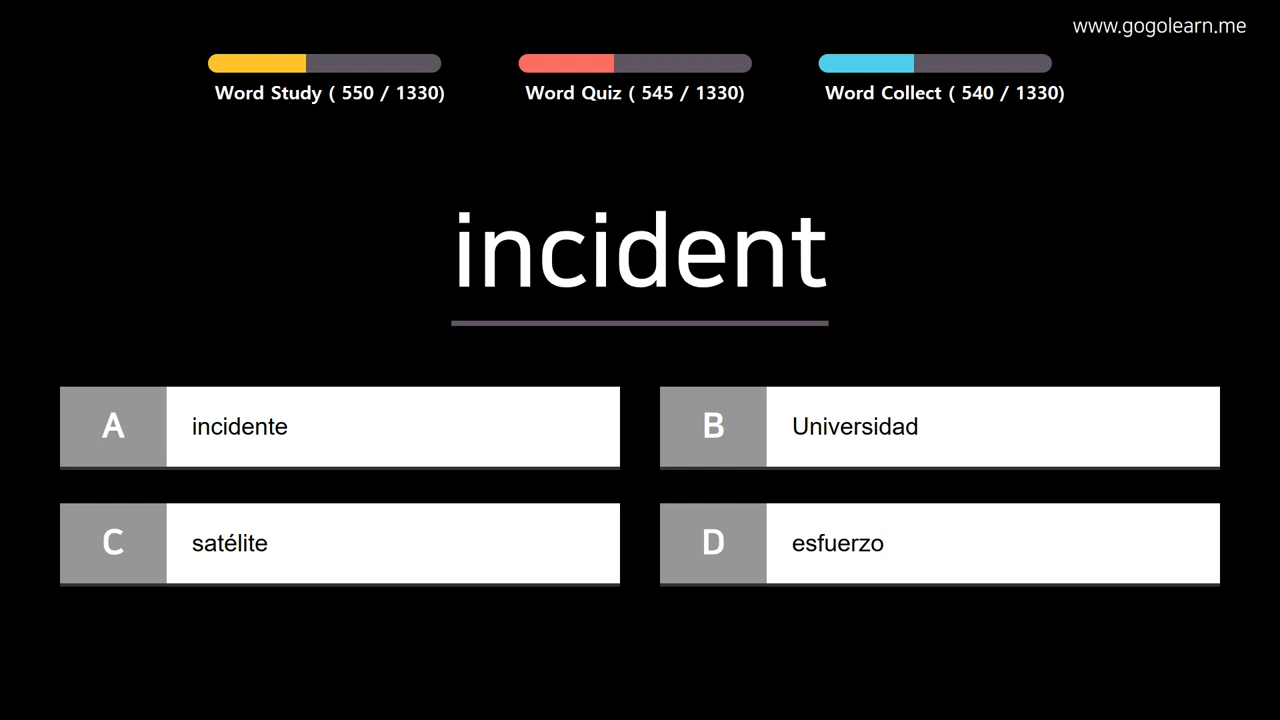 www.gogolearn.me
Word Study ( 550 / 1330)
Word Quiz ( 545 / 1330)
Word Collect ( 540 / 1330)
incident
A incidente
B Universidad
C satélite
D esfuerzo